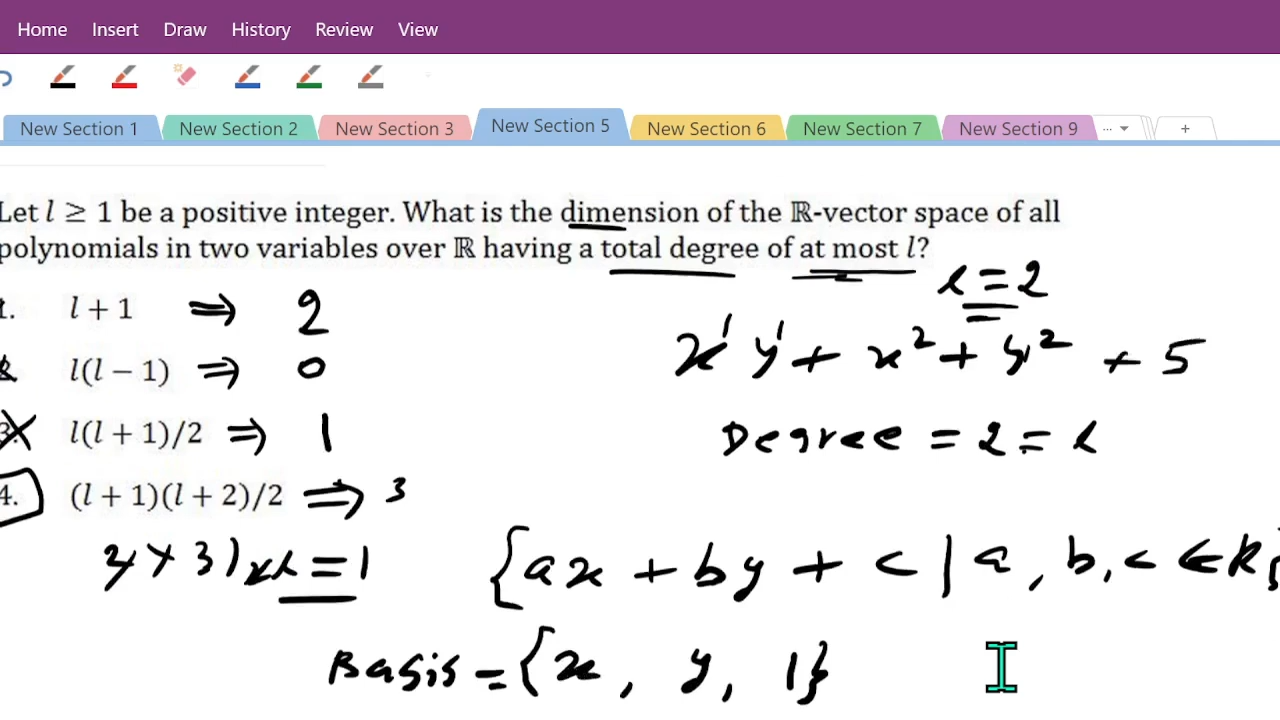 Home Insert Draw History Review View
New Section 1 New Section 2 New Section 3 New Section 5 New Section 6 New Section 7 New Section 9 ... +
Let l ≥ 1 be a positive integer. What is the dimension of the ℝ-vector space of all
polynomials in two variables over ℝ having a total degree of at most l?
l = 2
1. l + 1 ⇒ 2
x¹ y¹ + x² + y² + 5
l(l − 1) ⇒ 0
3. l(l + 1)/2 ⇒ 1
Degree = 2 = l
4. (l + 1)(l + 2)/2 ⇒ 3
= 1
{ax + by + c | a, b, c ∈ R}
Basis = {x, y, 1}